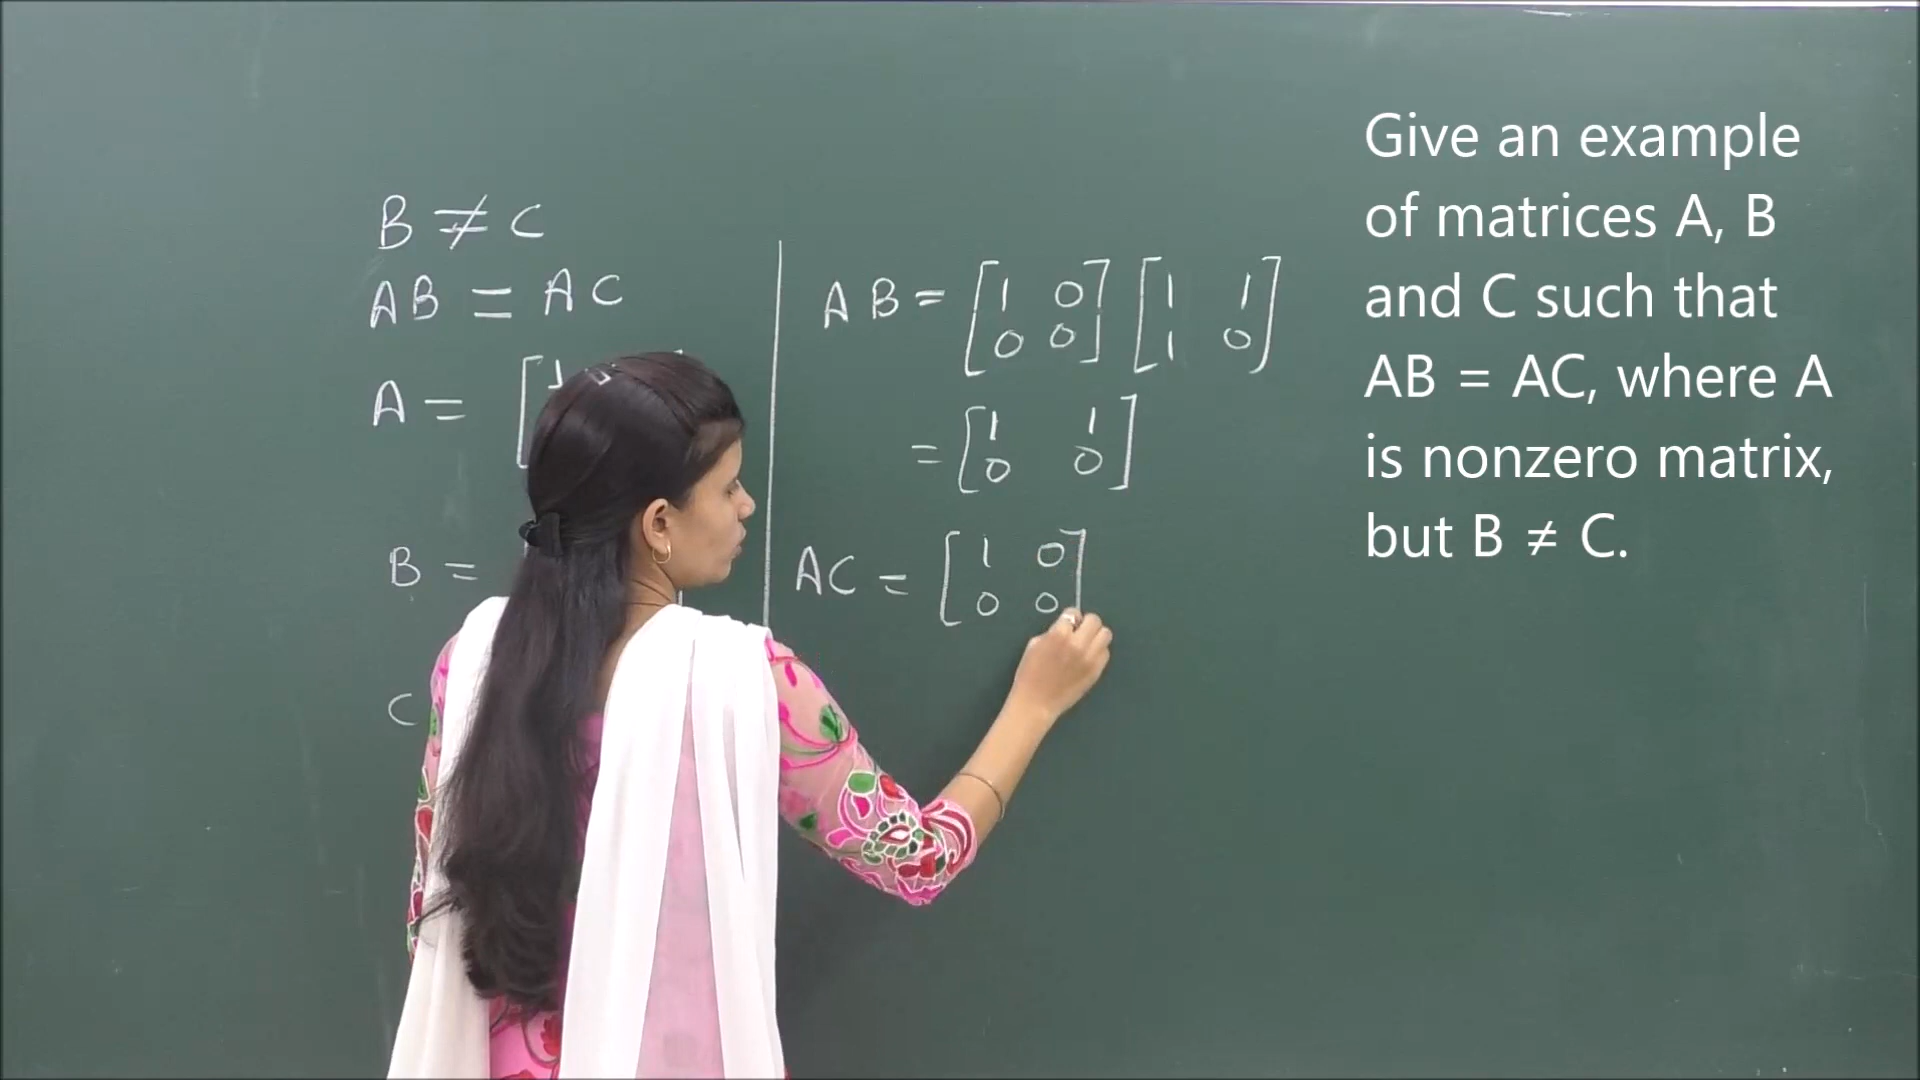 B ≠ C
AB = AC
A = [1
B =
C
AB = [1 0] [1 1]
[0 0] [1 0]
= [1 1]
[0 0]
AC = [1 0]
[0 0]
Give an example
of matrices A, B
and C such that
AB = AC, where A
is nonzero matrix,
but B ≠ C.